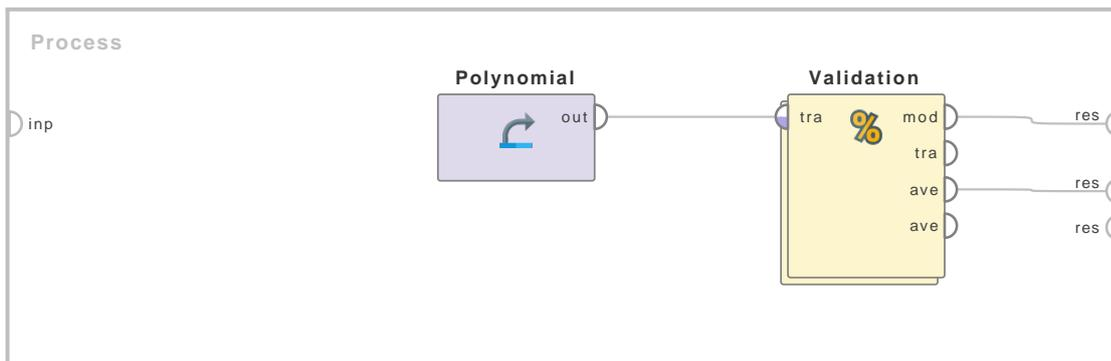 Process
Polynomial
Validation
inp
out
tra
mod
res
tra
ave
res
ave
res